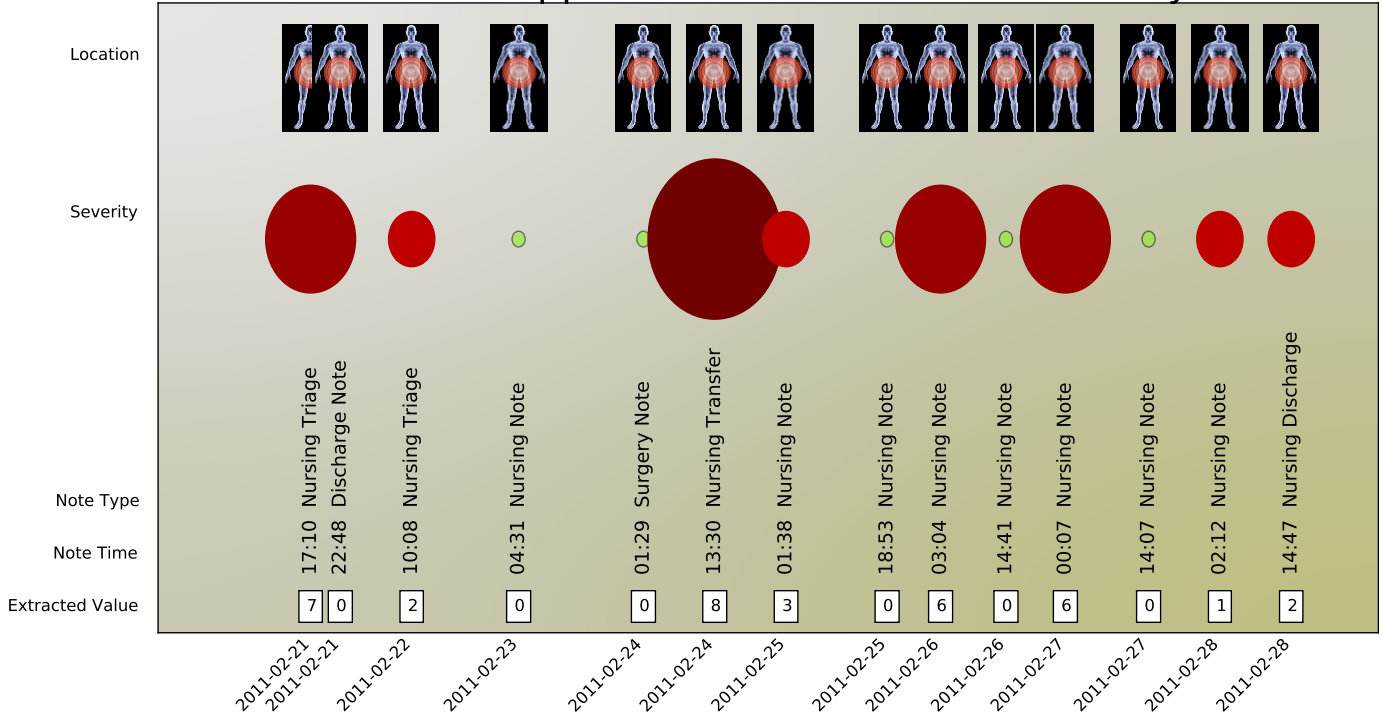 Location
Severity
Note Type
Nursing Triage
Discharge Note
Nursing Triage
Nursing Note
Surgery Note
Nursing Transfer
Nursing Note
Nursing Note
Nursing Note
Nursing Note
Nursing Note
Nursing Note
Nursing Note
Nursing Discharge
Note Time
17:10
22:48
10:08
04:31
01:29
13:30
01:38
18:53
03:04
14:41
00:07
14:07
02:12
14:47
Extracted Value
7
0
2
0
0
8
3
0
6
0
6
0
1
2
2011-02-21
2011-02-21
2011-02-22
2011-02-23
2011-02-24
2011-02-24
2011-02-25
2011-02-25
2011-02-26
2011-02-26
2011-02-27
2011-02-27
2011-02-28
2011-02-28